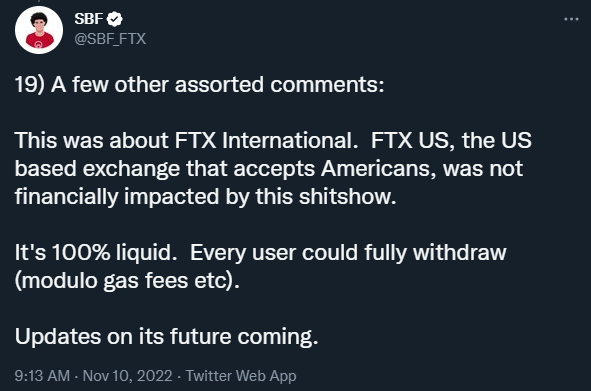 SBF
@SBF_FTX
19) A few other assorted comments:
This was about FTX International.  FTX US, the US
based exchange that accepts Americans, was not
financially impacted by this shitshow.
It's 100% liquid.  Every user could fully withdraw
(modulo gas fees etc).
Updates on its future coming.
9:13 AM · Nov 10, 2022 · Twitter Web App